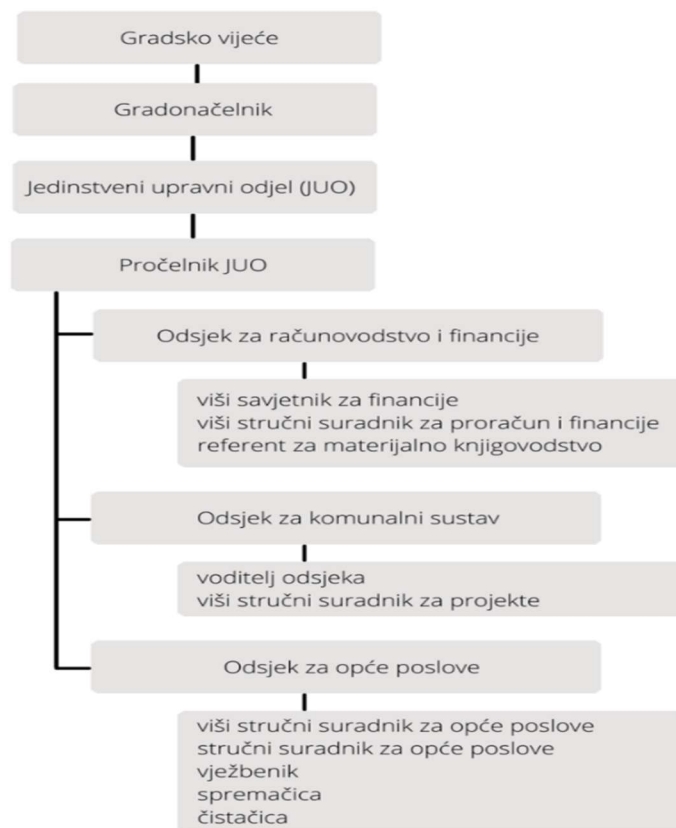 Gradsko vijeće
Gradonačelnik
Jedinstveni upravni odjel (JUO)
Pročelnik JUO
Odsjek za računovodstvo i financije
viši savjetnik za financije
viši stručni suradnik za proračun i financije
referent za materijalno knjigovodstvo
Odsjek za komunalni sustav
voditelj odsjeka
viši stručni suradnik za projekte
Odsjek za opće poslove
viši stručni suradnik za opće poslove
stručni suradnik za opće poslove
vježbenik
spremačica
čistačica